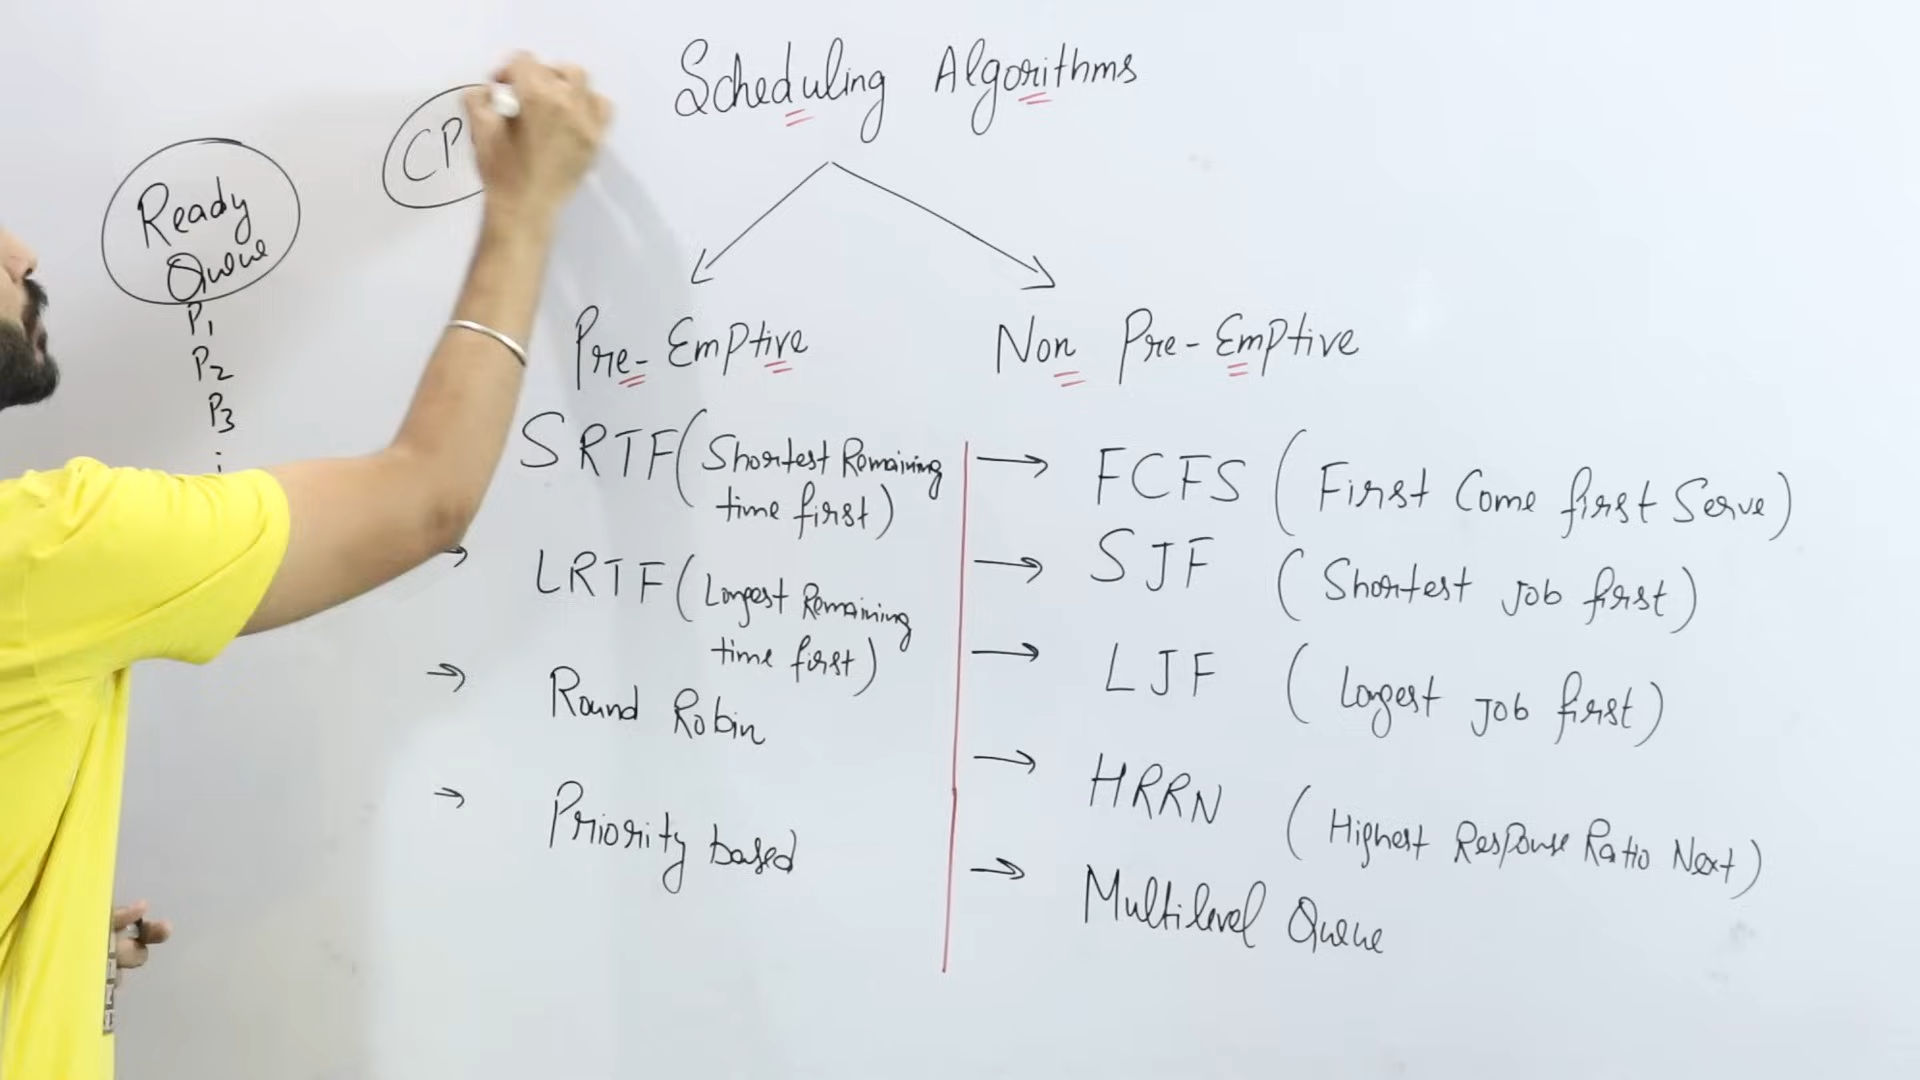 Scheduling Algorithms
CP
Ready
Queue
P1
P2
P3
Pre-Emptive
SRTF (Shortest Remaining
time first)
LRTF (Longest Remaining
time first)
Round Robin
Priority based
Non Pre-Emptive
FCFS (First Come first Serve)
SJF (Shortest Job first)
LJF (Longest Job first)
HRRN (Highest Response Ratio Next)
Multilevel Queue